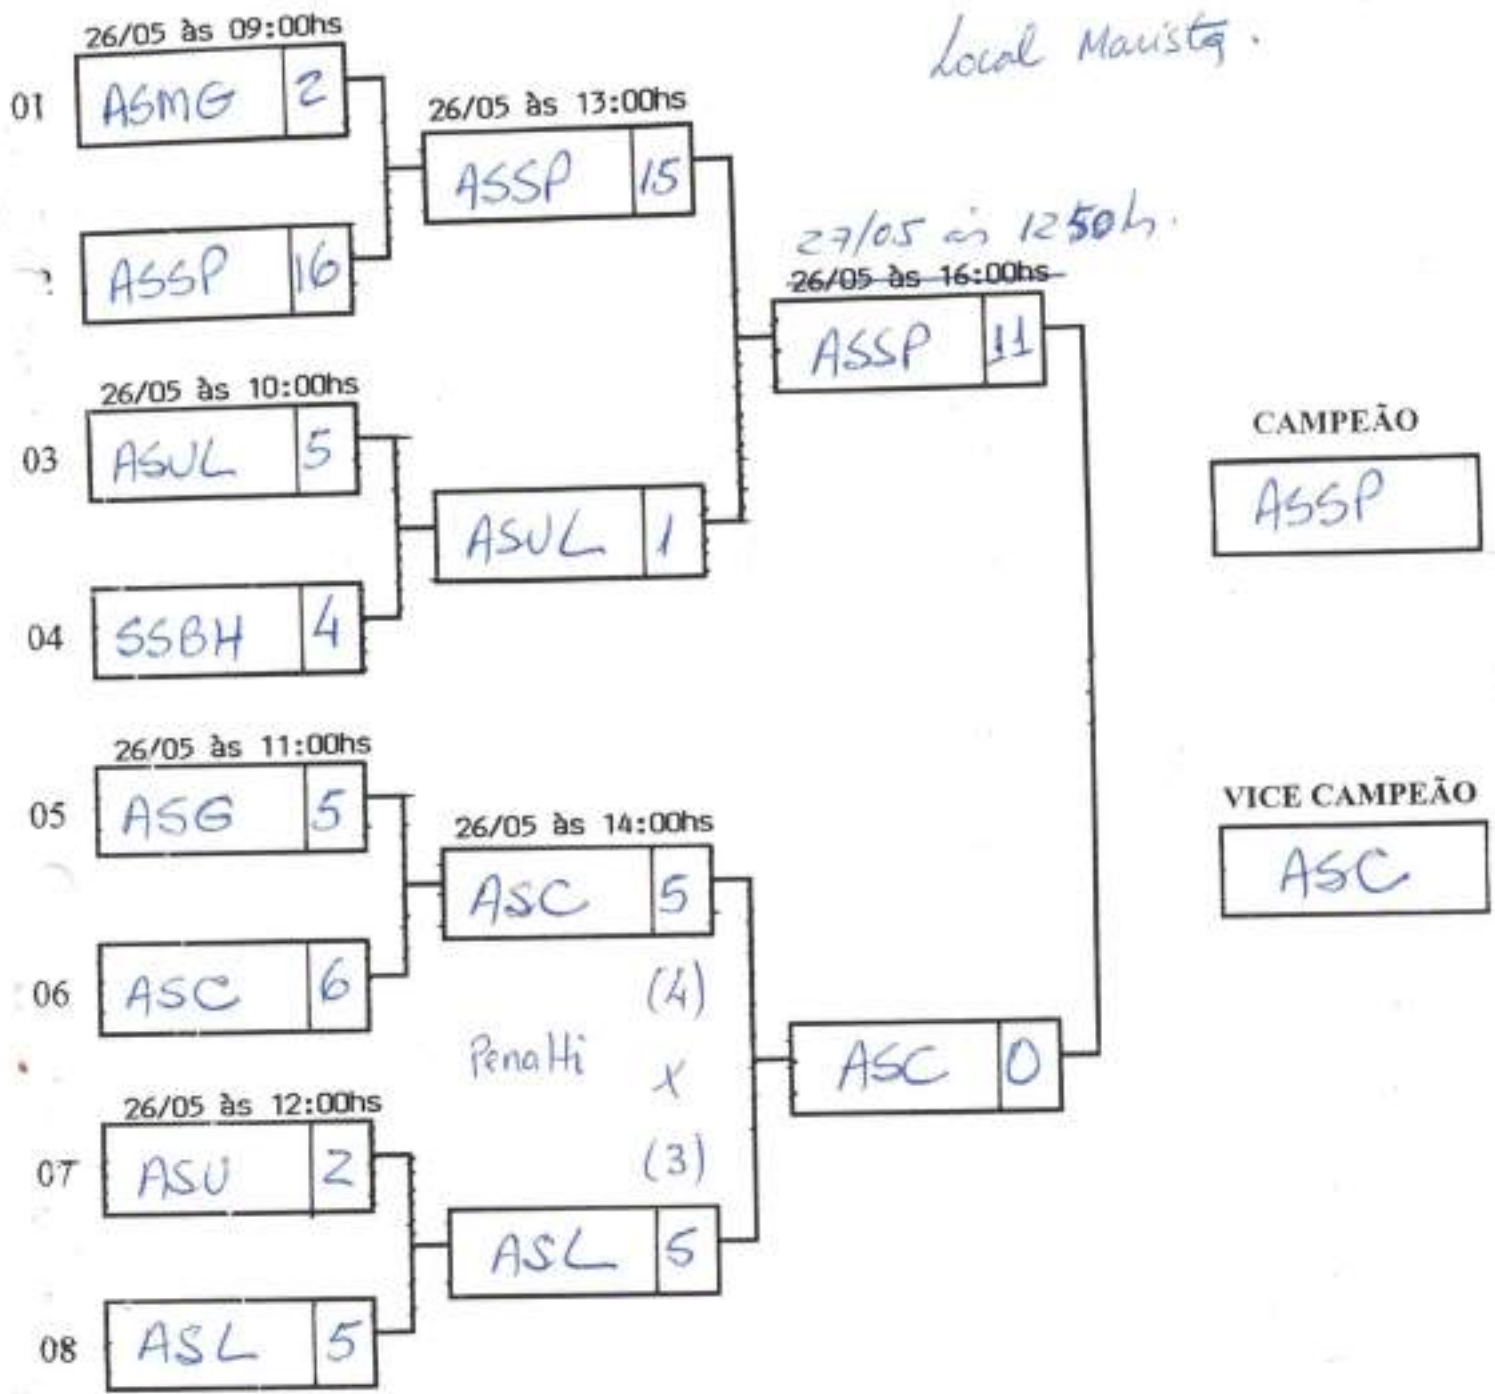 Local Marista.
26/05 às 09:00hs
01 ASMG 2
26/05 às 13:00hs
ASSP 15
ASSP 16
27/05 às 1250h.
26/05 às 16:00hs
ASSP 11
26/05 às 10:00hs
03 ASUL 5
CAMPEÃO
ASSP
ASUL 1
04 SSBH 4
26/05 às 11:00hs
05 ASG 5
26/05 às 14:00hs
ASC 5
VICE CAMPEÃO
ASC
06 ASC 6
(4)
Penalti X
ASC 0
26/05 às 12:00hs
07 ASU 2
(3)
ASL 5
08 ASL 5